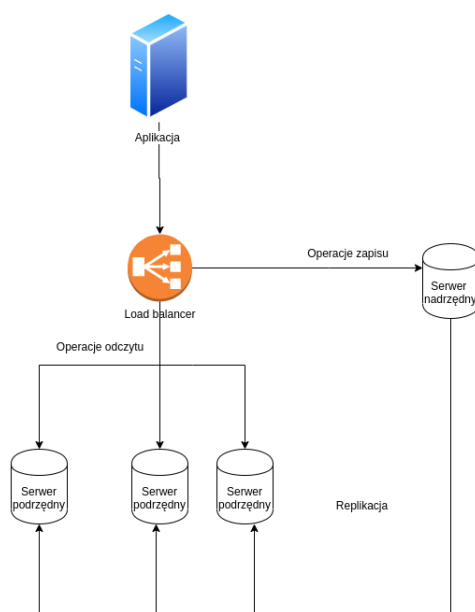 Aplikacja
Operacje zapisu
Serwer
nadrzędny
Load balancer
Operacje odczytu
Serwer
podrzędny
Serwer
podrzędny
Serwer
podrzędny
Replikacja